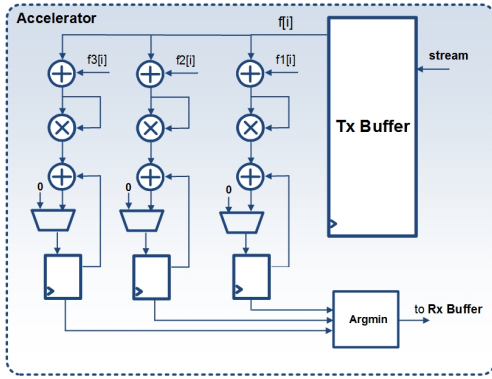 Accelerator
f[i]
stream
f3[i]
f2[i]
f1[i]
Tx Buffer
0
0
0
Argmin
to Rx Buffer